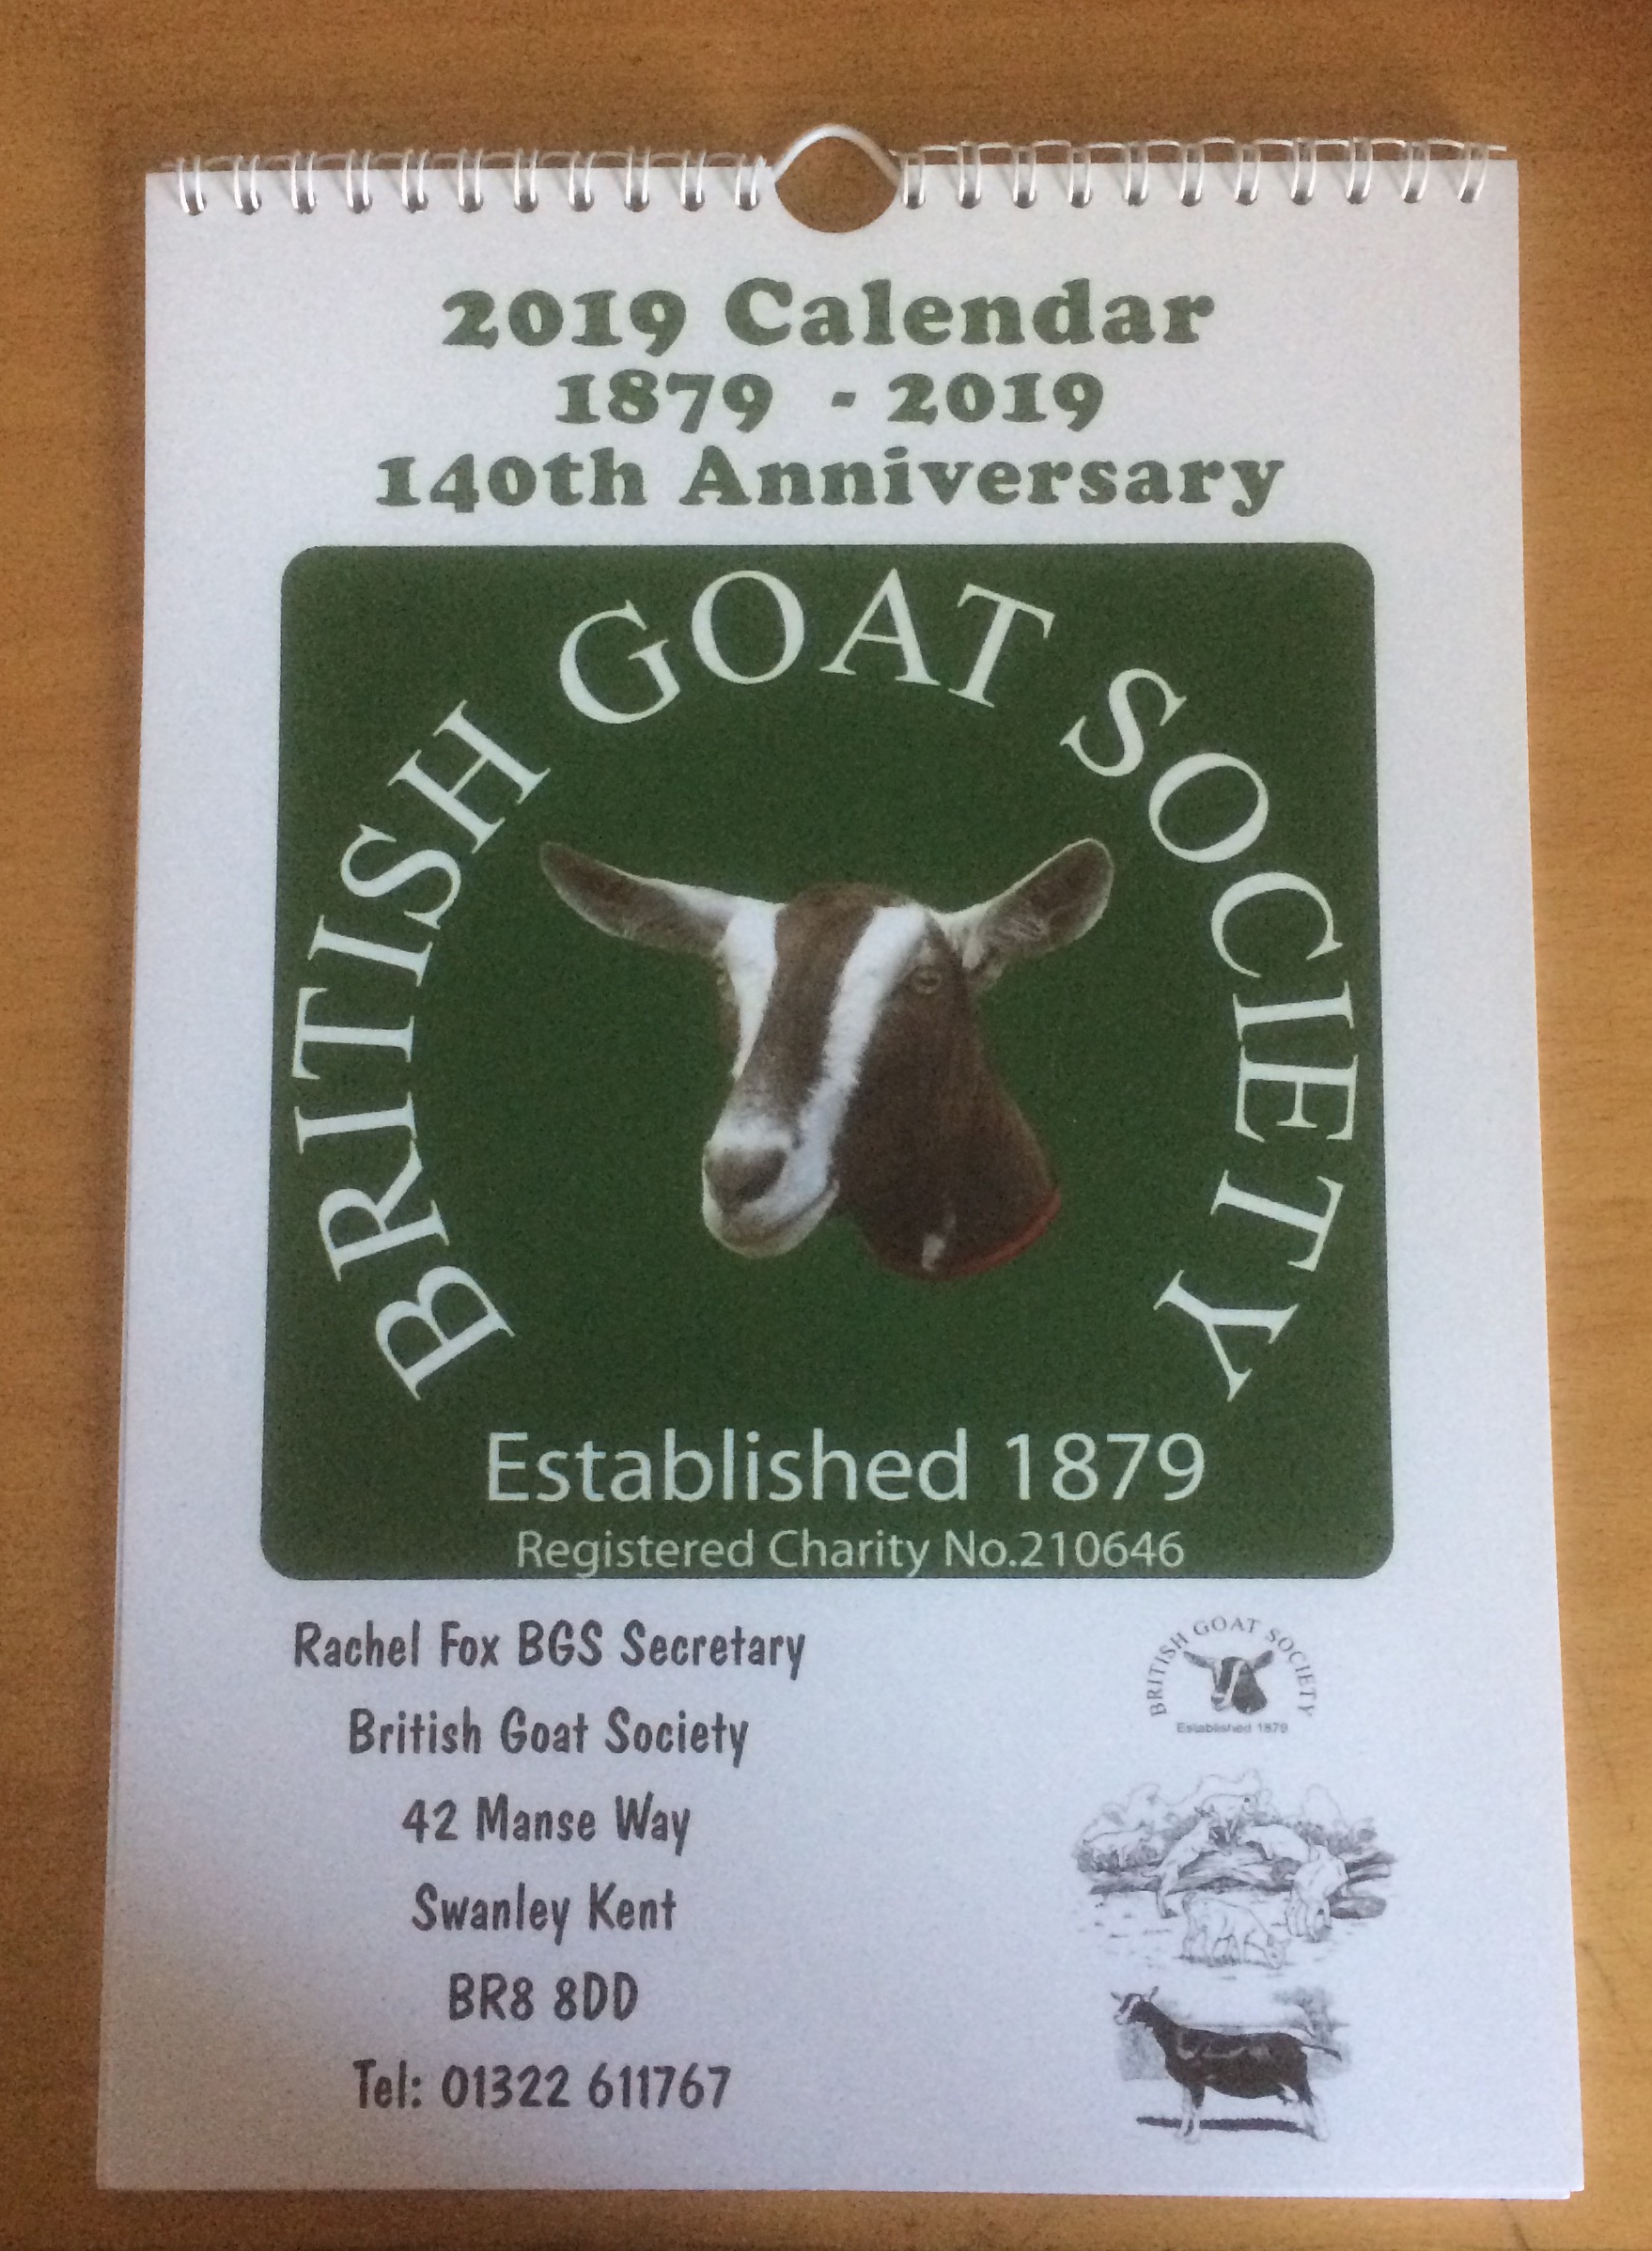 2019 Calendar
1879 - 2019
140th Anniversary
BRITISH GOAT SOCIETY
Established 1879
Registered Charity No.210646
Rachel Fox BGS Secretary
British Goat Society
42 Manse Way
Swanley Kent
BR8 8DD
Tel: 01322 611767
BRITISH GOAT SOCIETY
Established 1879